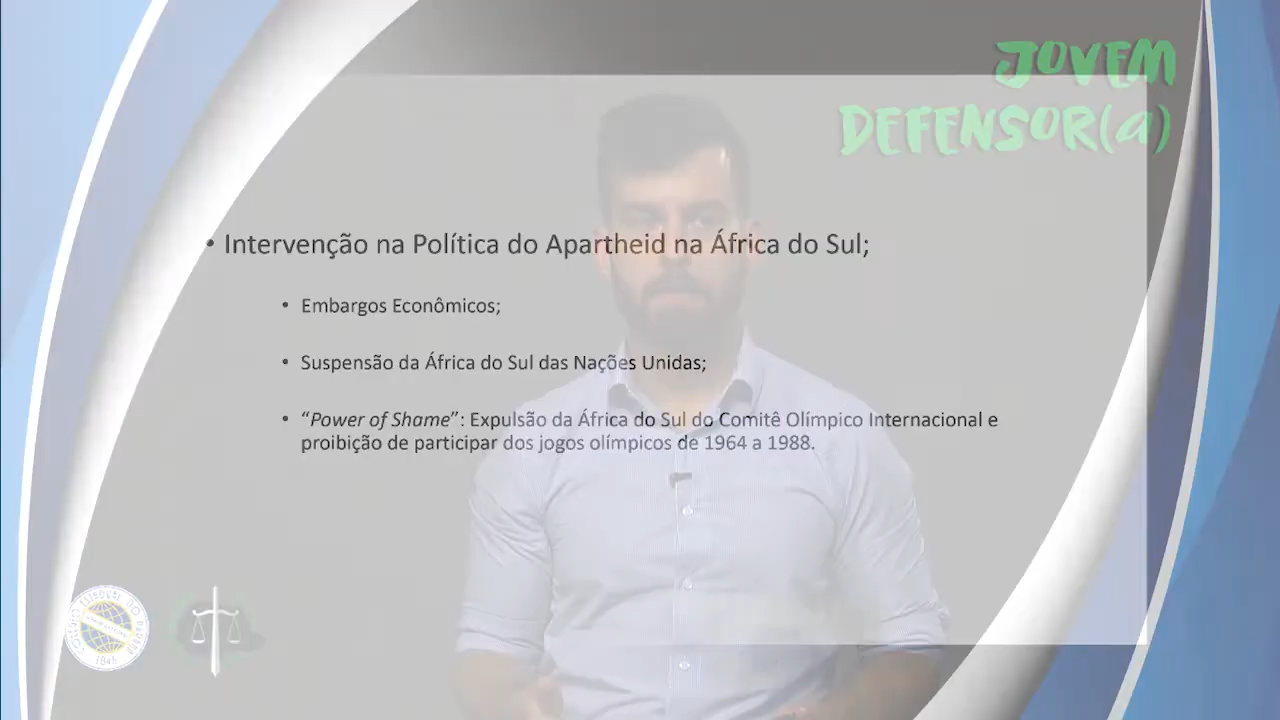 JOVEM
DEFENSOR(a)
• Intervenção na Política do Apartheid na África do Sul;
• Embargos Econômicos;
• Suspensão da África do Sul das Nações Unidas;
• “Power of Shame”: Expulsão da África do Sul do Comitê Olímpico Internacional e
proibição de participar dos jogos olímpicos de 1964 a 1988.
1846